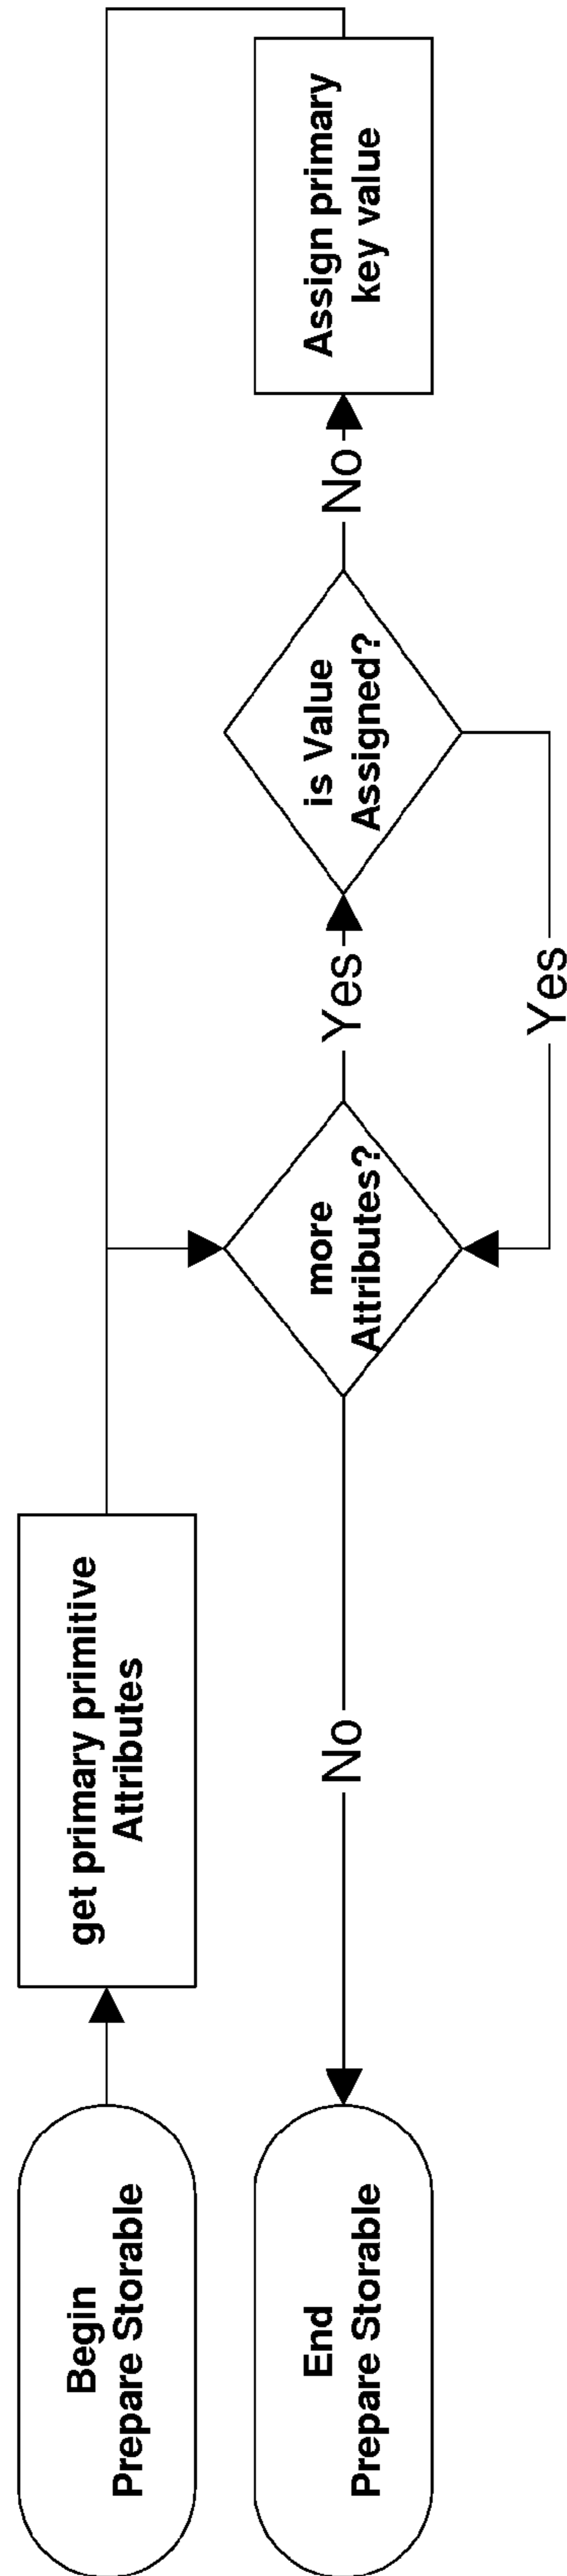 Begin
Prepare Storable
get primary primitive
Attributes
End
Prepare Storable
No
more
Attributes?
Yes
is Value
Assigned?
No
Assign primary
key value
Yes